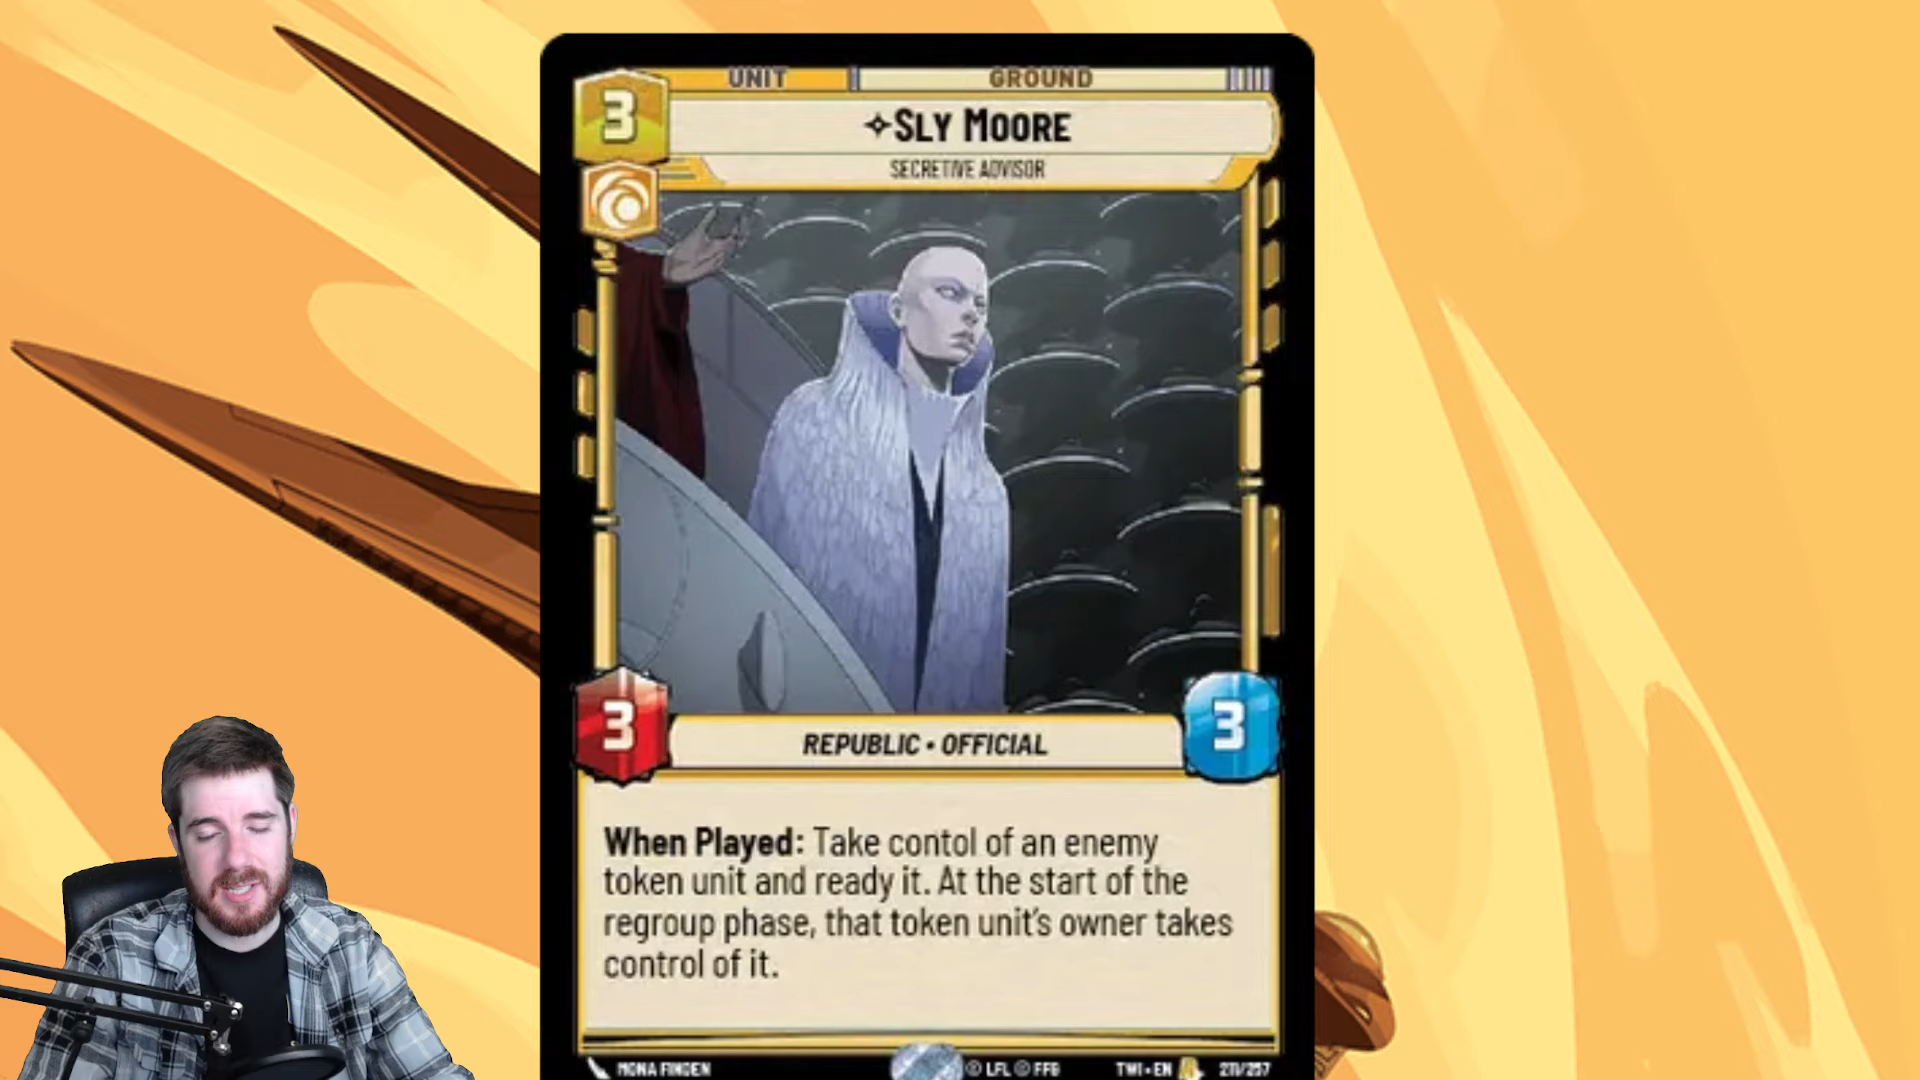 UNIT GROUND
3
SLY MOORE
SECRETIVE ADVISOR
3
REPUBLIC • OFFICIAL
3
When Played: Take contol of an enemy
token unit and ready it. At the start of the
regroup phase, that token unit's owner takes
control of it.
MONA FINDEN © LFL © FFG TWI • EN 211/257